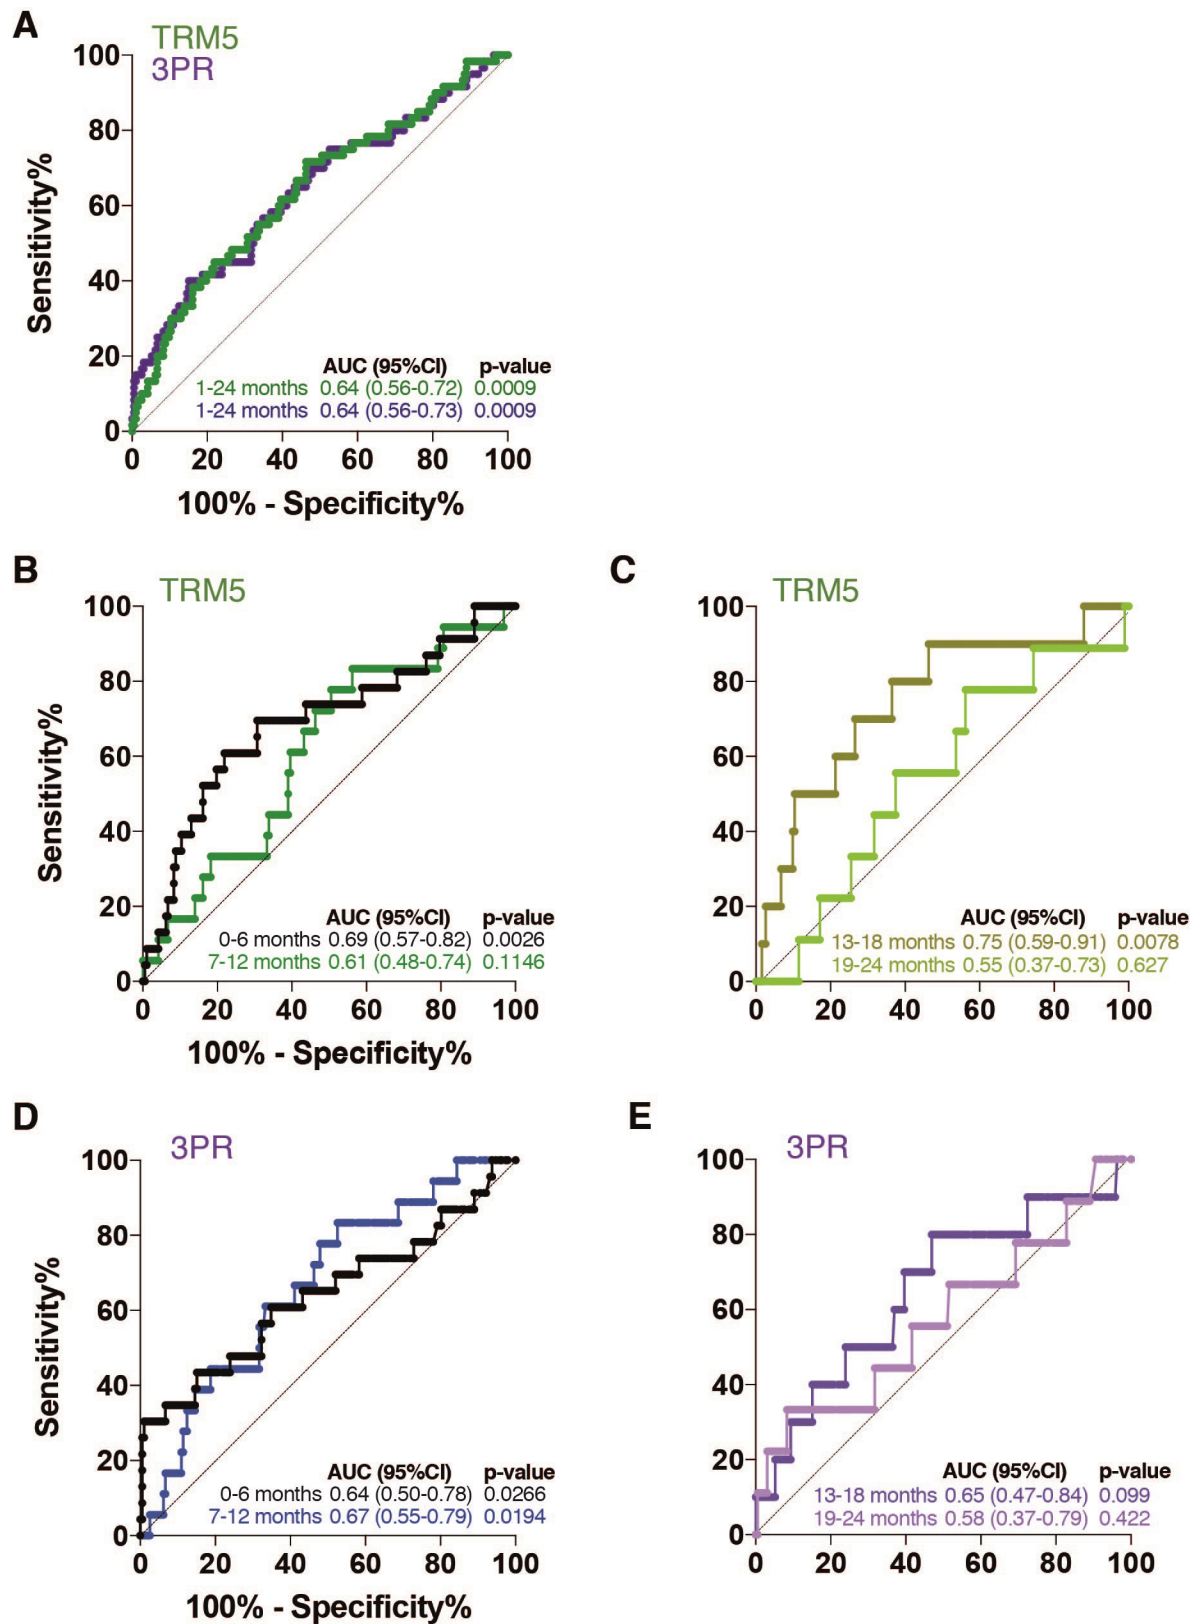 A
TRM5
3PR
100
80
60
40
20
0
Sensitivity%
AUC (95%CI) p-value
1-24 months 0.64 (0.56-0.72) 0.0009
1-24 months 0.64 (0.56-0.73) 0.0009
0 20 40 60 80 100
100% - Specificity%
B
TRM5
100
80
60
40
20
0
Sensitivity%
AUC (95%CI) p-value
0-6 months 0.69 (0.57-0.82) 0.0026
7-12 months 0.61 (0.48-0.74) 0.1146
0 20 40 60 80 100
100% - Specificity%
C
TRM5
100
80
60
40
20
0
AUC (95%CI) p-value
13-18 months 0.75 (0.59-0.91) 0.0078
19-24 months 0.55 (0.37-0.73) 0.627
0 20 40 60 80 100
D
3PR
100
80
60
40
20
0
Sensitivity%
AUC (95%CI) p-value
0-6 months 0.64 (0.50-0.78) 0.0266
7-12 months 0.67 (0.55-0.79) 0.0194
0 20 40 60 80 100
100% - Specificity%
E
3PR
100
80
60
40
20
0
AUC (95%CI) p-value
13-18 months 0.65 (0.47-0.84) 0.099
19-24 months 0.58 (0.37-0.79) 0.422
0 20 40 60 80 100